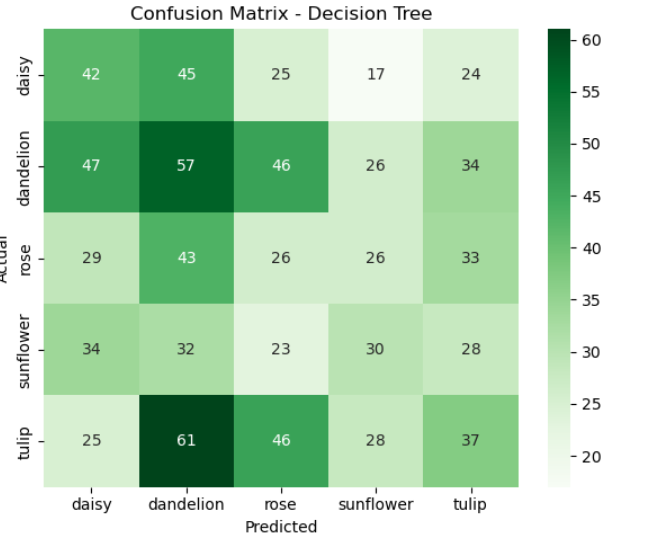 Confusion Matrix - Decision Tree
daisy 42 45 25 17 24
dandelion 47 57 46 26 34
rose 29 43 26 26 33
sunflower 34 32 23 30 28
tulip 25 61 46 28 37
daisy dandelion rose sunflower tulip
Predicted
Actual
60
55
50
45
40
35
30
25
20